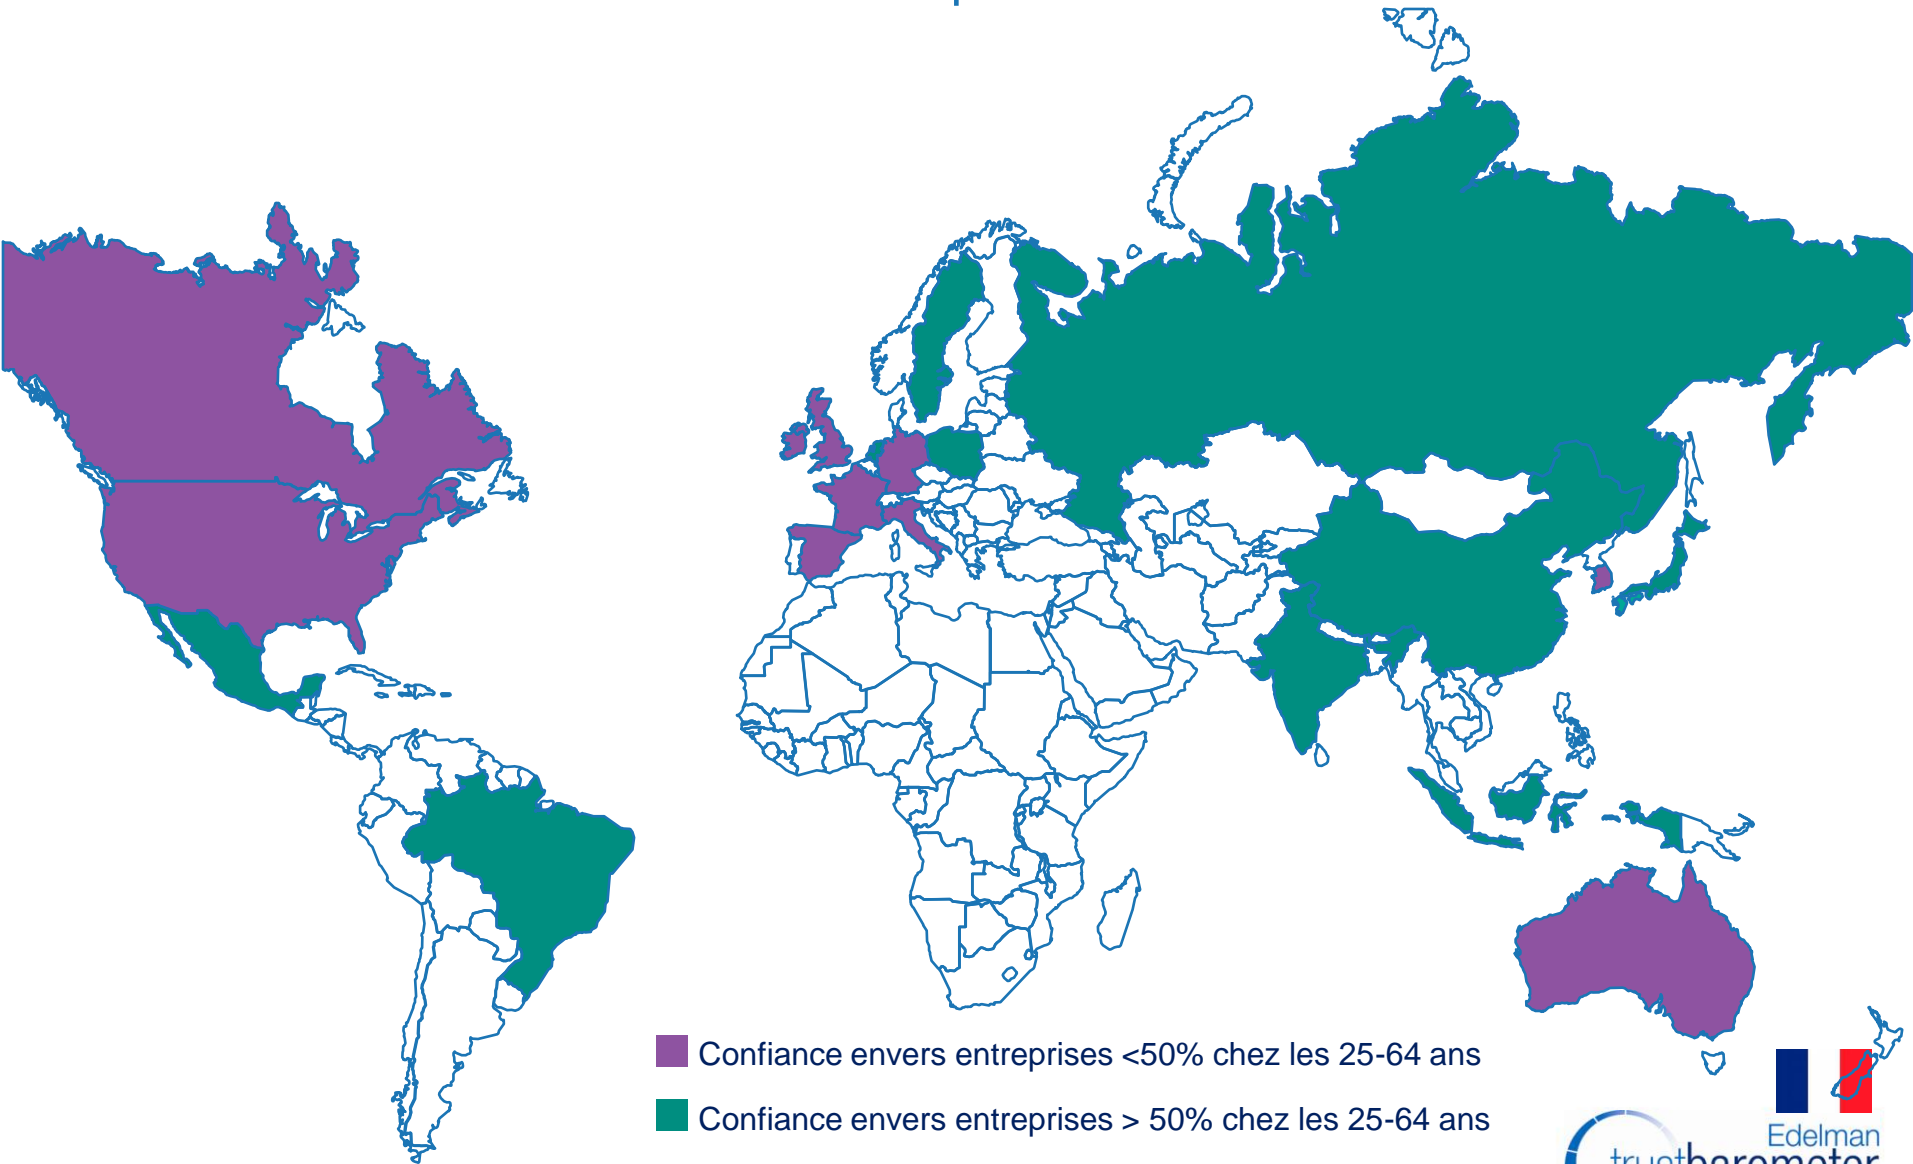 Confiance envers entreprises <50% chez les 25-64 ans
Confiance envers entreprises > 50% chez les 25-64 ans
Edelman
trustbarometer